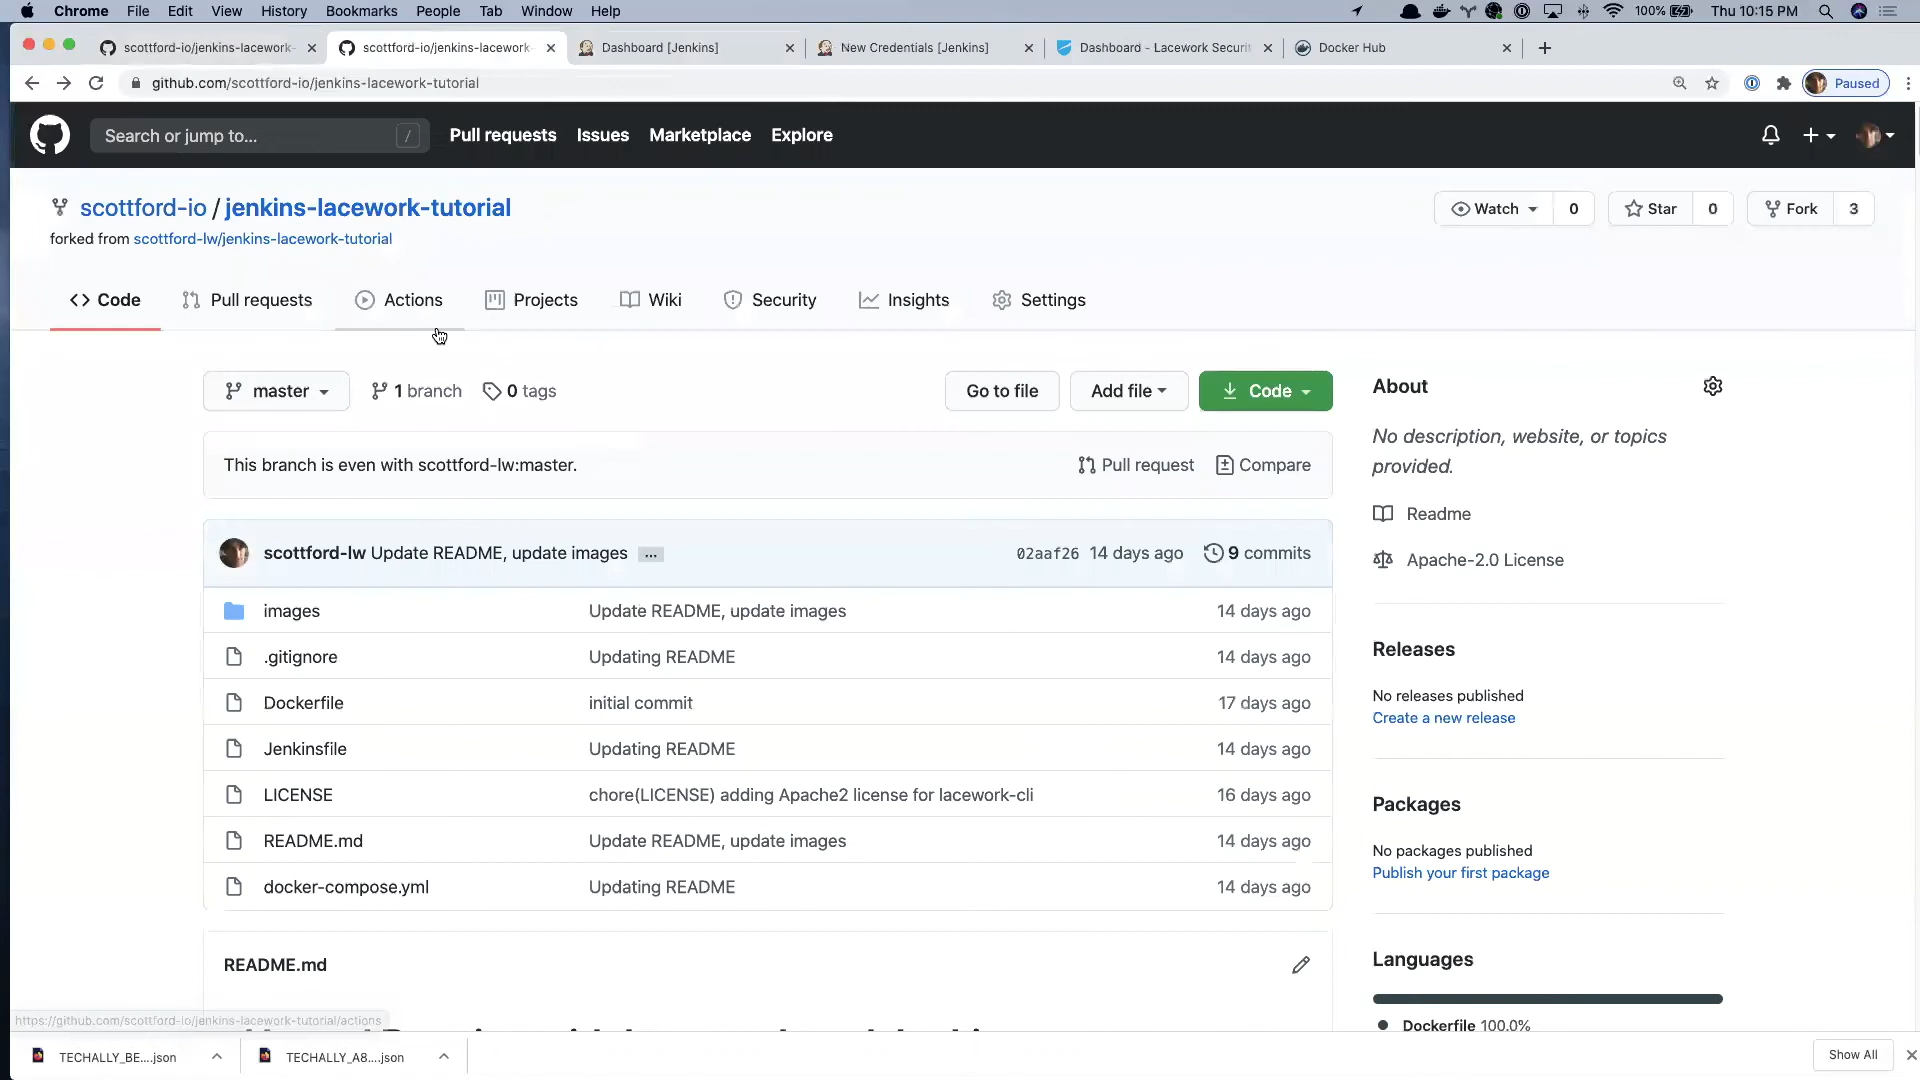 Chrome File Edit View History Bookmarks People Tab Window Help 100% Thu 10:15 PM
scottford-io/jenkins-lacework- scottford-io/jenkins-lacework- Dashboard [Jenkins] New Credentials [Jenkins] Dashboard - Lacework Securit Docker Hub
github.com/scottford-io/jenkins-lacework-tutorial Paused
Search or jump to... / Pull requests Issues Marketplace Explore
scottford-io / jenkins-lacework-tutorial Watch 0 Star 0 Fork 3
forked from scottford-lw/jenkins-lacework-tutorial
Code Pull requests Actions Projects Wiki Security Insights Settings
master 1 branch 0 tags Go to file Add file Code
About
No description, website, or topics provided.
This branch is even with scottford-lw:master. Pull request Compare
Readme
Apache-2.0 License
scottford-lw Update README, update images ... 02aaf26 14 days ago 9 commits
images Update README, update images 14 days ago
.gitignore Updating README 14 days ago
Dockerfile initial commit 17 days ago
Jenkinsfile Updating README 14 days ago
LICENSE chore(LICENSE) adding Apache2 license for lacework-cli 16 days ago
README.md Update README, update images 14 days ago
docker-compose.yml Updating README 14 days ago
Releases
No releases published
Create a new release
Packages
No packages published
Publish your first package
Languages
Dockerfile 100.0%
README.md
https://github.com/scottford-io/jenkins-lacework-tutorial/actions
TECHALLY_BE....json TECHALLY_A8....json Show All